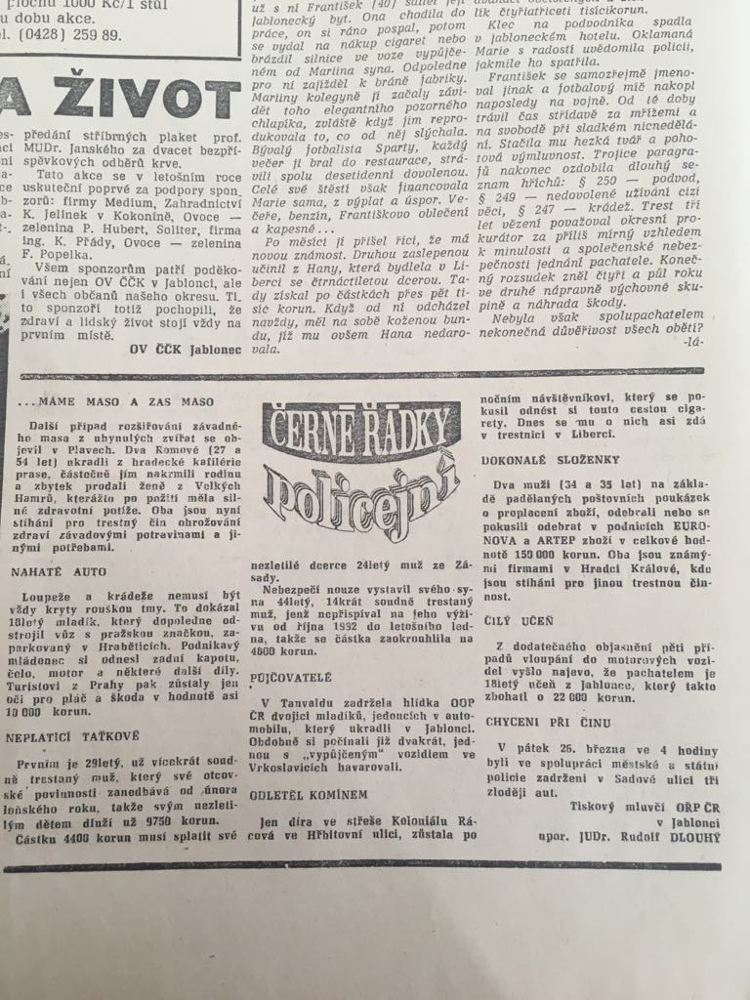 plochu 1000 Kč/1 stůl
u dobu akce.
el. (0428) 259 89.
A ŽIVOT
předání stříbrných plaket prof.
MUDr. Janského za dvacet bezpří-
spěvkových odběrů krve.
Tato akce se v letošním roce
uskuteční poprvé za podpory spon-
zorů: firmy Medium, Zahradnictví
K. Jelínek v Kokoníně, Ovoce —
zelenina P. Hubert, Soliter, firma
ing. K. Přády, Ovoce — zelenina
F. Popelka.
Všem sponzorům patří poděko-
vání nejen OV ČČK v Jablonci, ale
i všech občanů našeho okresu. Ti-
to sponzoři totiž pochopili, že
zdraví a lidský život stojí vždy na
prvním místě.
OV ČČK Jablonec
už s ní František (40) sdílel její
jablonecký byt. Ona chodila do
práce, on si ráno pospal, potom
se vydal na nákup cigaret nebo
brázdil silnice ve voze vypůjče-
ném od Mariina syna. Odpoledne
pro ni zajížděl k bráně fabriky.
Mariiny kolegyně jí začaly závi-
dět toho elegantního pozorného
chlapíka, zvláště když jim repro-
dukovala to, co od něj slýchala.
Bývalý fotbalista Sparty, každý
večer ji bral do restaurace, strá-
vili spolu desetidenní dovolenou.
Celé své štěstí však financovala
Marie sama, z výplat a úspor. Ve-
čeře, benzin, Františkovo oblečení
a kapesné...
Po měsíci jí přišel říci, že má
novou známost. Druhou zaslepenou
učinil z Hany, která bydlela v Li-
berci se čtrnáctiletou dcerou. Ta-
dy získal po částkách přes pět ti-
síc korun. Když od ní odcházel
navždy, měl na sobě koženou bun-
du, již mu ovšem Hana nedaro-
vala.
lík čtyřiatřiceti tisícikorun.
Klec na podvodníka spadla
v jabloneckém hotelu. Oklamaná
Marie s radostí uvědomila policii,
jakmile ho spatřila.
František se samozřejmě jmeno-
val jinak a fotbalový míč nakopl
naposledy na vojně. Od té doby
trávil čas střídavě za mřížemi a
na svobodě při sladkém nicneděla-
ní. Stačila mu hezká tvář a poho-
tová výmluvnost. Trojice paragra-
fů nakonec ozdobila dlouhý se-
znam hříchů: § 250 — podvod,
§ 249 — nedovolené užívání cizí
věci, § 247 — krádež. Trest tří
let vězení považoval okresní pro-
kurátor za příliš mírný vzhledem
k minulosti a společenské nebez-
pečnosti jednání pachatele. Koneč-
ný rozsudek zněl čtyři a půl roku
ve druhé nápravně výchovné sku-
pině a náhrada škody.
Nebyla však spolupachatelem
nekonečná důvěřivost všech obětí?
-lá-
...MÁME MASO A ZAS MASO
Další případ rozšiřování závadné-
ho masa z uhynulých zvířat se ob-
jevil v Plavech. Dva Romové (27 a
54 let) ukradli z hradecké kafilérie
prase, částečně jím nakrmili rodinu
a zbytek prodali ženě z Velkých
Hamrů, kterážto po požití měla sil-
né zdravotní potíže. Oba jsou nyní
stíháni pro trestný čin ohrožování
zdraví závadovými potravinami a ji-
nými potřebami.
NAHATÉ AUTO
Loupeže a krádeže nemusí být
vždy kryty rouškou tmy. To dokázal
18letý mladík, který dopoledne od-
strojil vůz s pražskou značkou, za-
parkovaný v Hraběticích. Podnikavý
mládenec si odnesl zadní kapotu,
čelo, motor a některé další díly.
Turistovi z Prahy pak zůstaly jen
oči pro pláč a škoda v hodnotě asi
10 000 korun.
NEPLATÍCÍ TAŤKOVÉ
Prvním je 29letý, už vícekrát soud-
ně trestaný muž, který své otcov-
ské povinnosti zanedbává od února
loňského roku, takže svým nezleti-
lým dětem dluží už 9750 korun.
Částku 4400 korun musí splatit své
ČERNÉ ŘÁDKY
Policejní
nezletilé dcerce 24letý muž ze Zá-
sady.
Nebezpečí nouze vystavil svého sy-
na 44letý, 14krát soudně trestaný
muž, jenž nepřispíval na jeho výži-
vu od října 1992 do letošního led-
na, takže se částka zaokrouhlila na
4800 korun.
PŮJČOVATELÉ
V Tanvaldu zadržela hlídka OOP
ČR dvojici mladíků, jedoucích v auto-
mobilu, který ukradli v Jablonci.
Obdobně si počínali již dvakrát, jed-
nou s „vypůjčeným" vozidlem ve
Vrkoslavicích havarovali.
ODLETĚL KOMÍNEM
Jen díra ve střeše Koloniálu Rá-
cová ve Hřbitovní ulici, zůstala po
nočním návštěvníkovi, který se po-
kusil odnést si touto cestou ciga-
rety. Dnes se mu o nich asi zdá
v trestnici v Liberci.
DOKONALÉ SLOŽENKY
Dva muži (34 a 35 let) na zákla-
dě padělaných poštovních poukázek
o proplacení zboží, odebrali nebo se
pokusili odebrat v podnicích EURO-
NOVA a ARTEP zboží v celkové hod-
notě 150 000 korun. Oba jsou známý-
mi firmami v Hradci Králové, kde
jsou stíháni pro jinou trestnou čin-
nost.
ČILÝ UČEŇ
Z dodatečného objasnění pěti pří-
padů vloupání do motorových vozi-
del vyšlo najevo, že pachatelem je
18letý učeň z Jablonce, který takto
zbohatl o 22 000 korun.
CHYCENI PŘI ČINU
V pátek 26. března ve 4 hodiny
byli ve spolupráci městské a státní
policie zadrženi v Sadové ulici tři
zloději aut.
Tiskový mluvčí OŘP ČR
v Jablonci
npor. JUDr. Rudolf DLOUHÝ